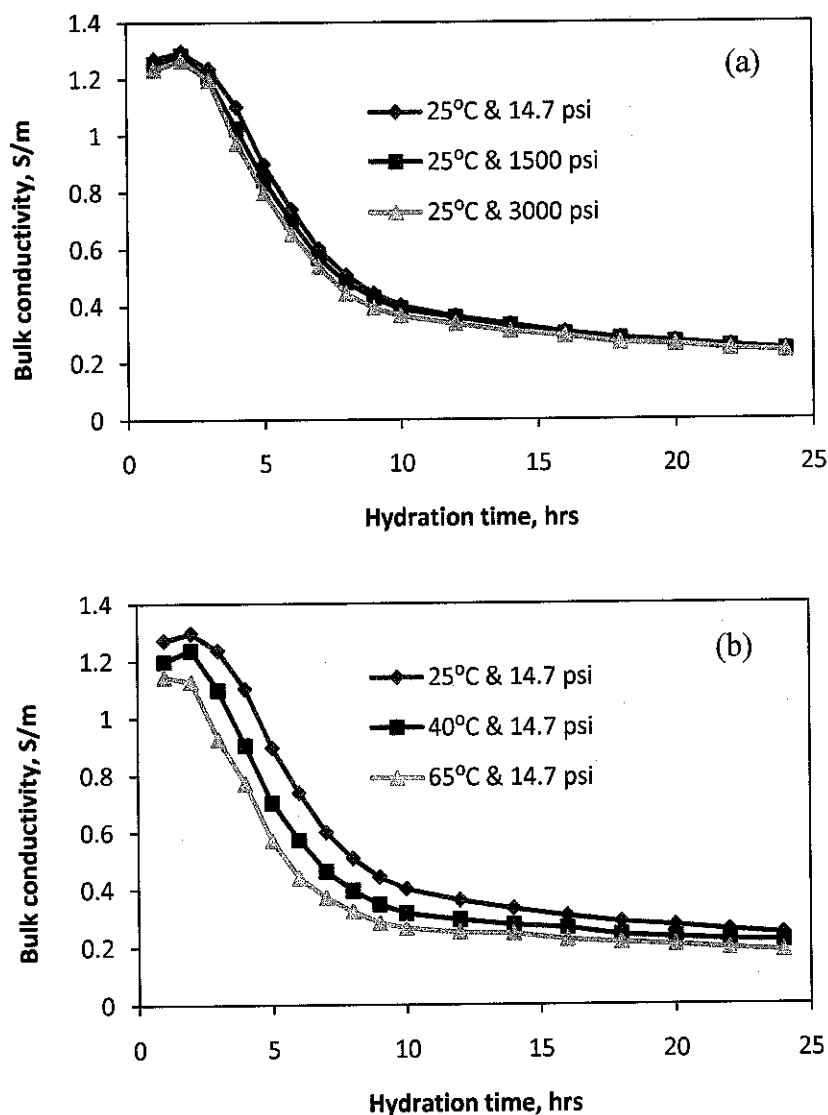 1.4
(a)
1.2
25°C & 14.7 psi
1
25°C & 1500 psi
0.8
25°C & 3000 psi
0.6
0.4
0.2
0
0 5 10 15 20 25
Bulk conductivity, S/m
Hydration time, hrs
1.4
(b)
1.2
25°C & 14.7 psi
1
40°C & 14.7 psi
0.8
65°C & 14.7 psi
0.6
0.4
0.2
0
0 5 10 15 20 25
Bulk conductivity, S/m
Hydration time, hrs